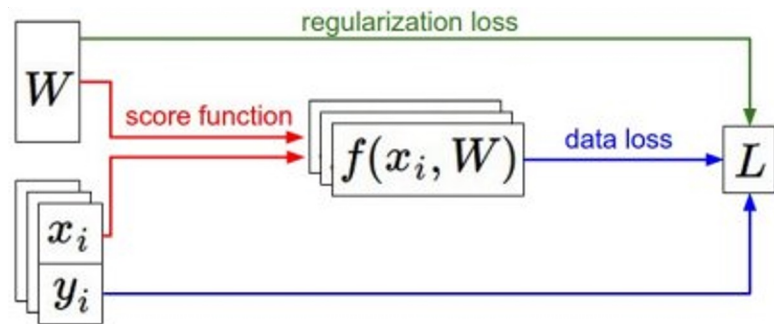 regularization loss
W
score function
f(x_i, W)
data loss
L
x_i
y_i